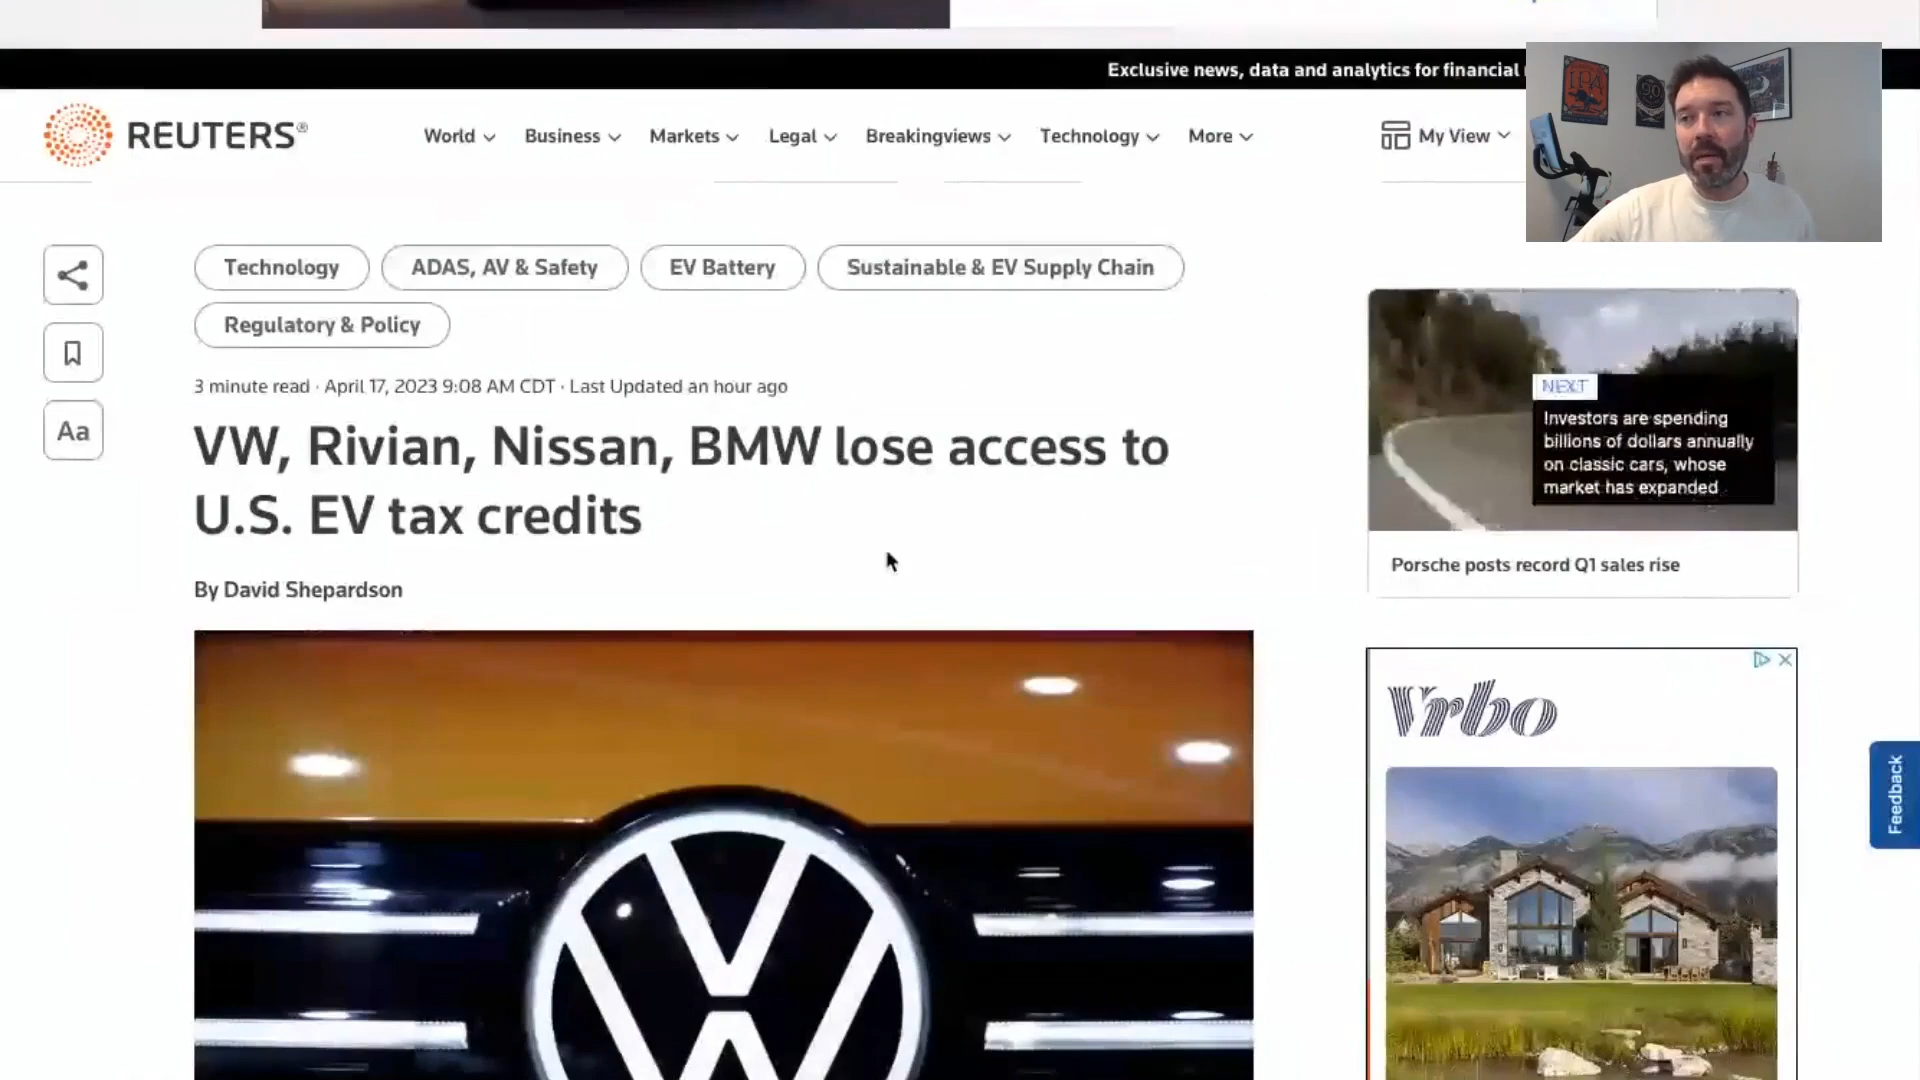 Exclusive news, data and analytics for financial
REUTERS®
World
Business
Markets
Legal
Breakingviews
Technology
More
My View
IPA
90
Technology
ADAS, AV & Safety
EV Battery
Sustainable & EV Supply Chain
Regulatory & Policy
3 minute read · April 17, 2023 9:08 AM CDT · Last Updated an hour ago
Aa
VW, Rivian, Nissan, BMW lose access to
U.S. EV tax credits
By David Shepardson
NEXT
Investors are spending
billions of dollars annually
on classic cars, whose
market has expanded
Porsche posts record Q1 sales rise
Vrbo
Feedback